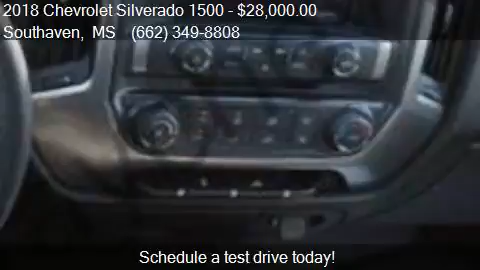 2018 Chevrolet Silverado 1500 - $28,000.00
Southaven, MS (662) 349-8808
Schedule a test drive today!